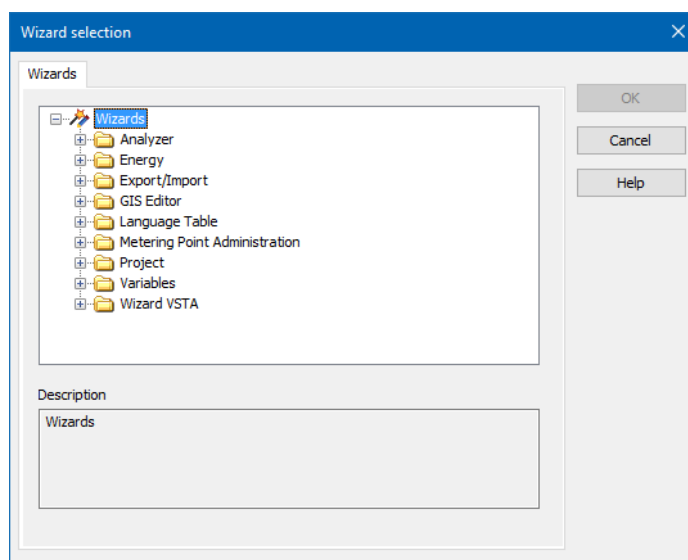 Wizard selection
Wizards
Wizards
Analyzer
Energy
Export/Import
GIS Editor
Language Table
Metering Point Administration
Project
Variables
Wizard VSTA
Description
Wizards
OK
Cancel
Help